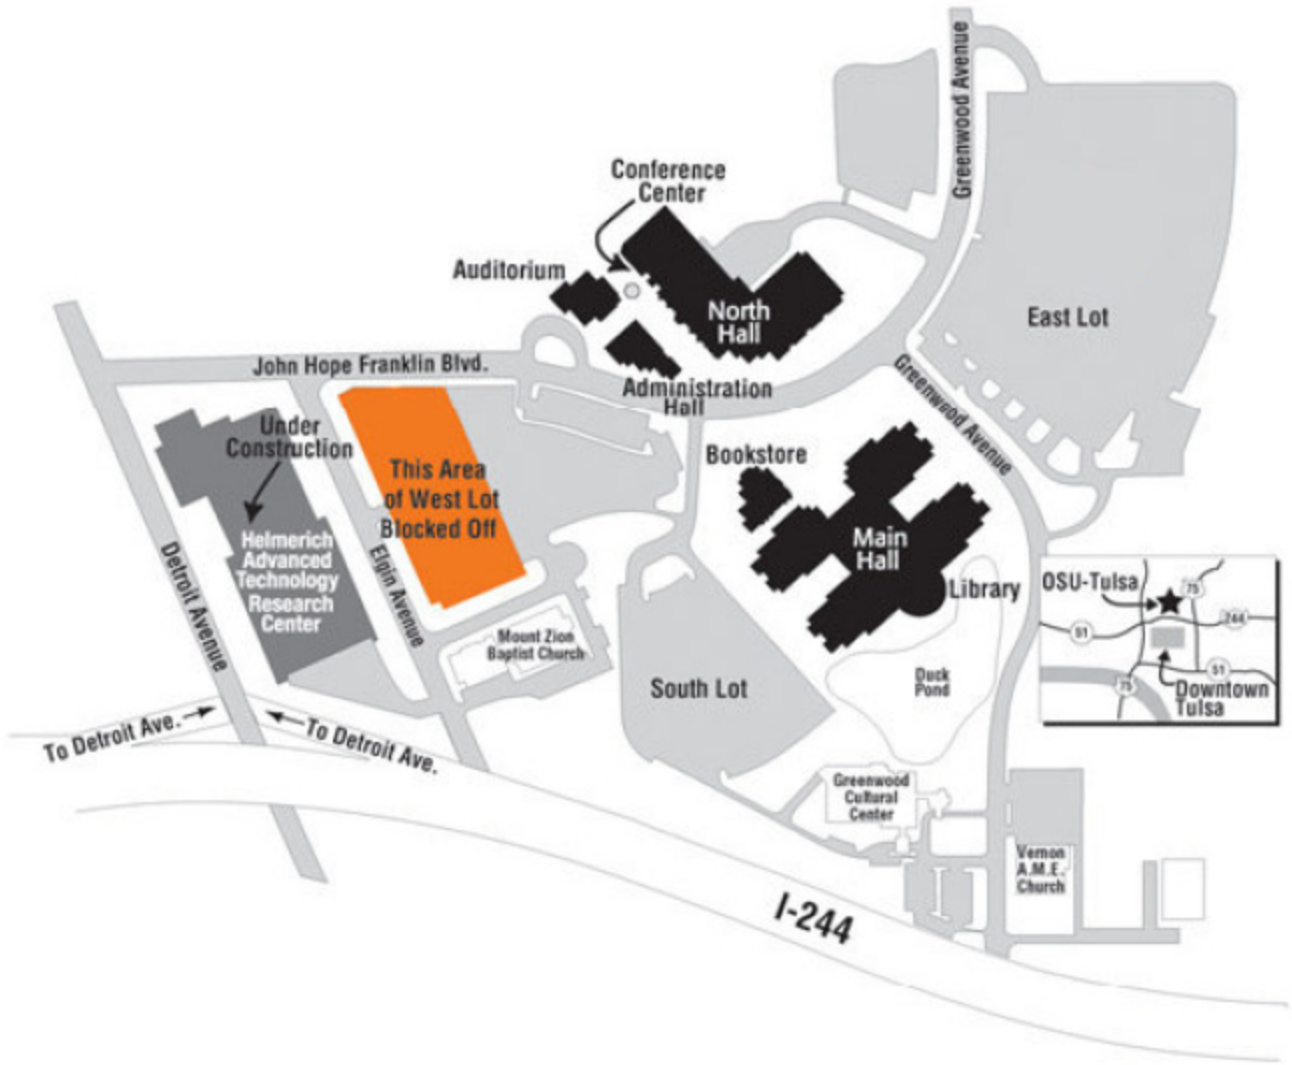 Greenwood Avenue
Conference
Center
Auditorium
North
Hall
East Lot
John Hope Franklin Blvd.
Administration
Hall
Greenwood Avenue
Under
Construction
Bookstore
This Area
of West Lot
Blocked Off
Main
Hall
Helmerich
Advanced
Technology
Research
Center
Detroit Avenue
Elgin Avenue
Library
OSU-Tulsa
75
244
51
51
75
Downtown
Tulsa
Mount Zion
Baptist Church
South Lot
Duck
Pond
To Detroit Ave.
To Detroit Ave.
Greenwood
Cultural
Center
Vernon
A.M.E.
Church
I-244